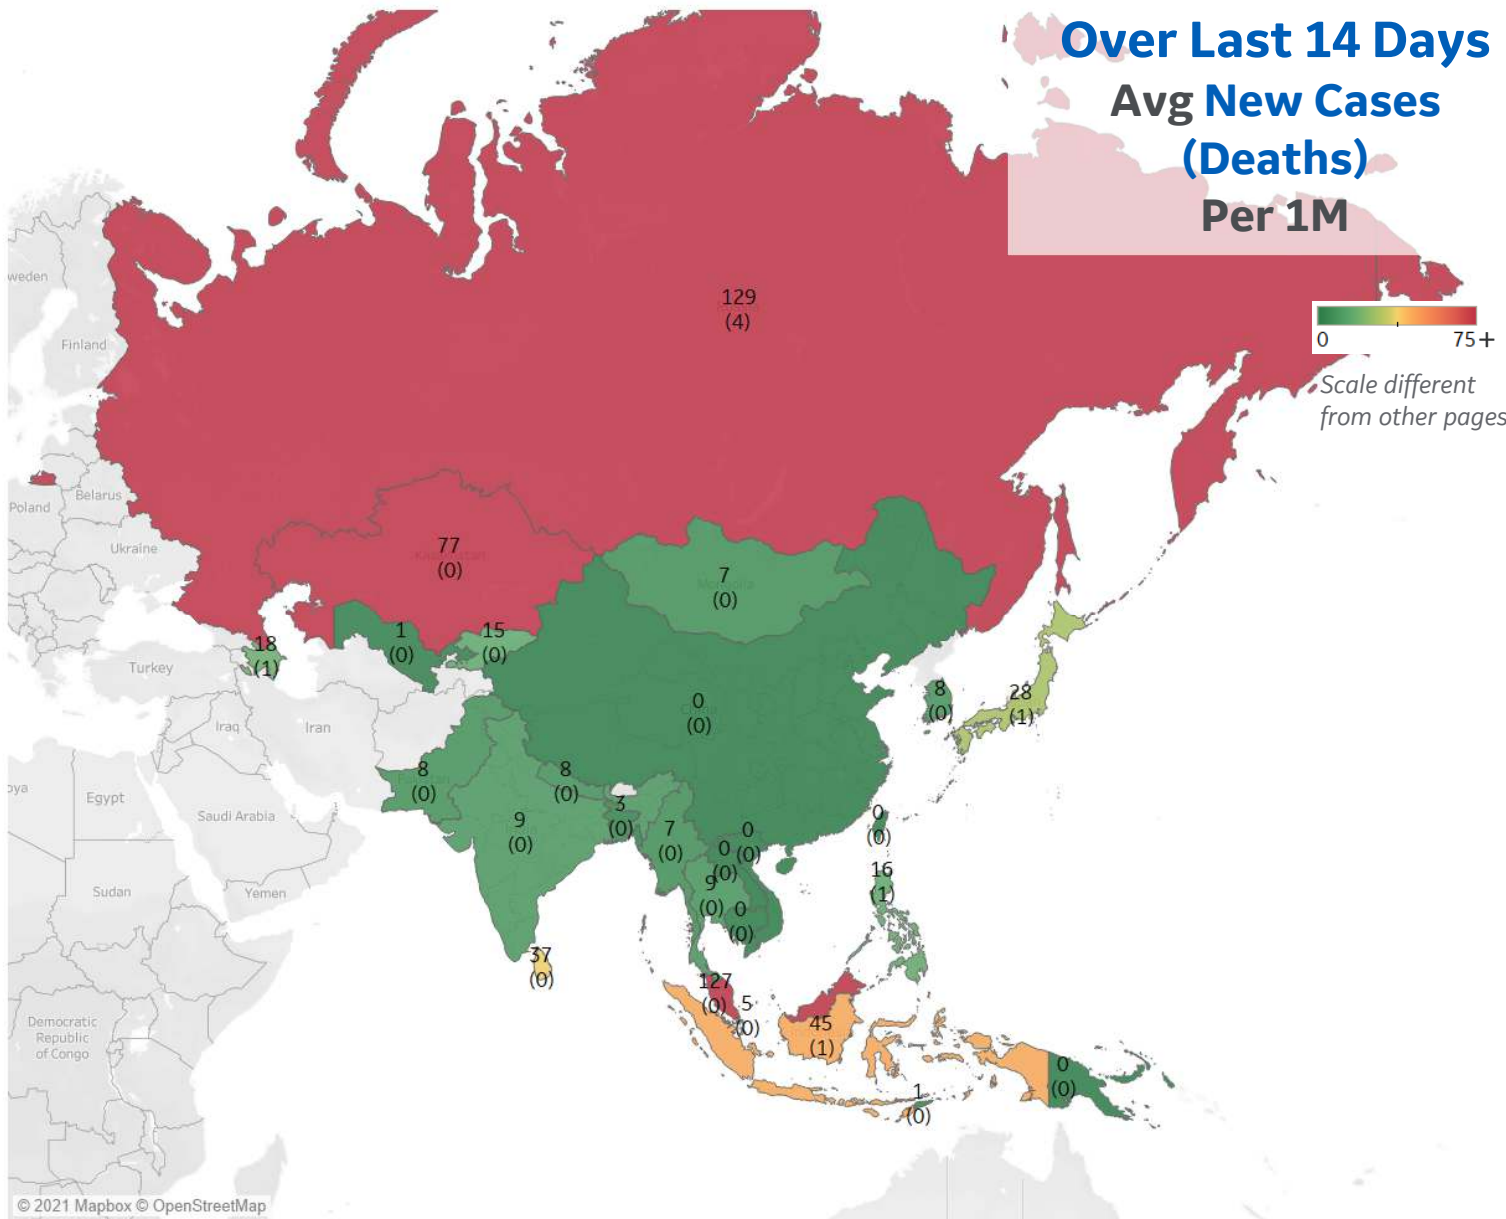 Over Last 14 Days
Avg New Cases
(Deaths)
Per 1M
129
(4)
0
75+
Scale different
from other pages
weden
Finland
Belarus
Poland
Ukraine
77
(0)
7
(0)
18
(1)
1
(0)
15
(0)
Turkey
Iraq
Iran
0
(0)
8
(0)
28
(1)
oya
Egypt
Saudi Arabia
8
(0)
8
(0)
9
(0)
3
(0)
7
(0)
0
(0)
0
(0)
0
(0)
16
(1)
9
(0)
0
(0)
Sudan
Yemen
37
(0)
127
(0)
5
(0)
45
(1)
Democratic
Republic
of Congo
1
(0)
0
(0)
© 2021 Mapbox © OpenStreetMap